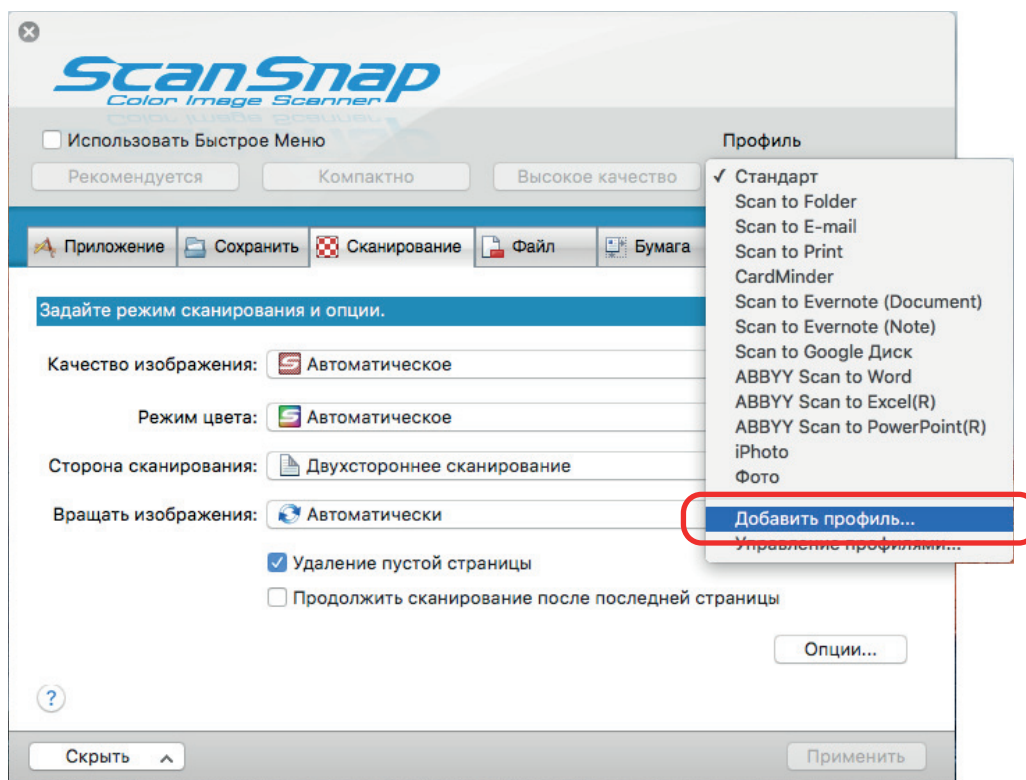 ScanSnap
Color Image Scanner
Использовать Быстрое Меню
Профиль
Рекомендуется
Компактно
Высокое качество
✓ Стандарт
Scan to Folder
Scan to E-mail
Scan to Print
CardMinder
Scan to Evernote (Document)
Scan to Evernote (Note)
Scan to Google Диск
ABBYY Scan to Word
ABBYY Scan to Excel(R)
ABBYY Scan to PowerPoint(R)
iPhoto
Фото
Добавить профиль...
Управление профилями...
Приложение
Сохранить
Сканирование
Файл
Бумага
Задайте режим сканирования и опции.
Качество изображения: Автоматическое
Режим цвета: Автоматическое
Сторона сканирования: Двухстороннее сканирование
Вращать изображения: Автоматически
Удаление пустой страницы
Продолжить сканирование после последней страницы
Опции...
?
Скрыть
Применить